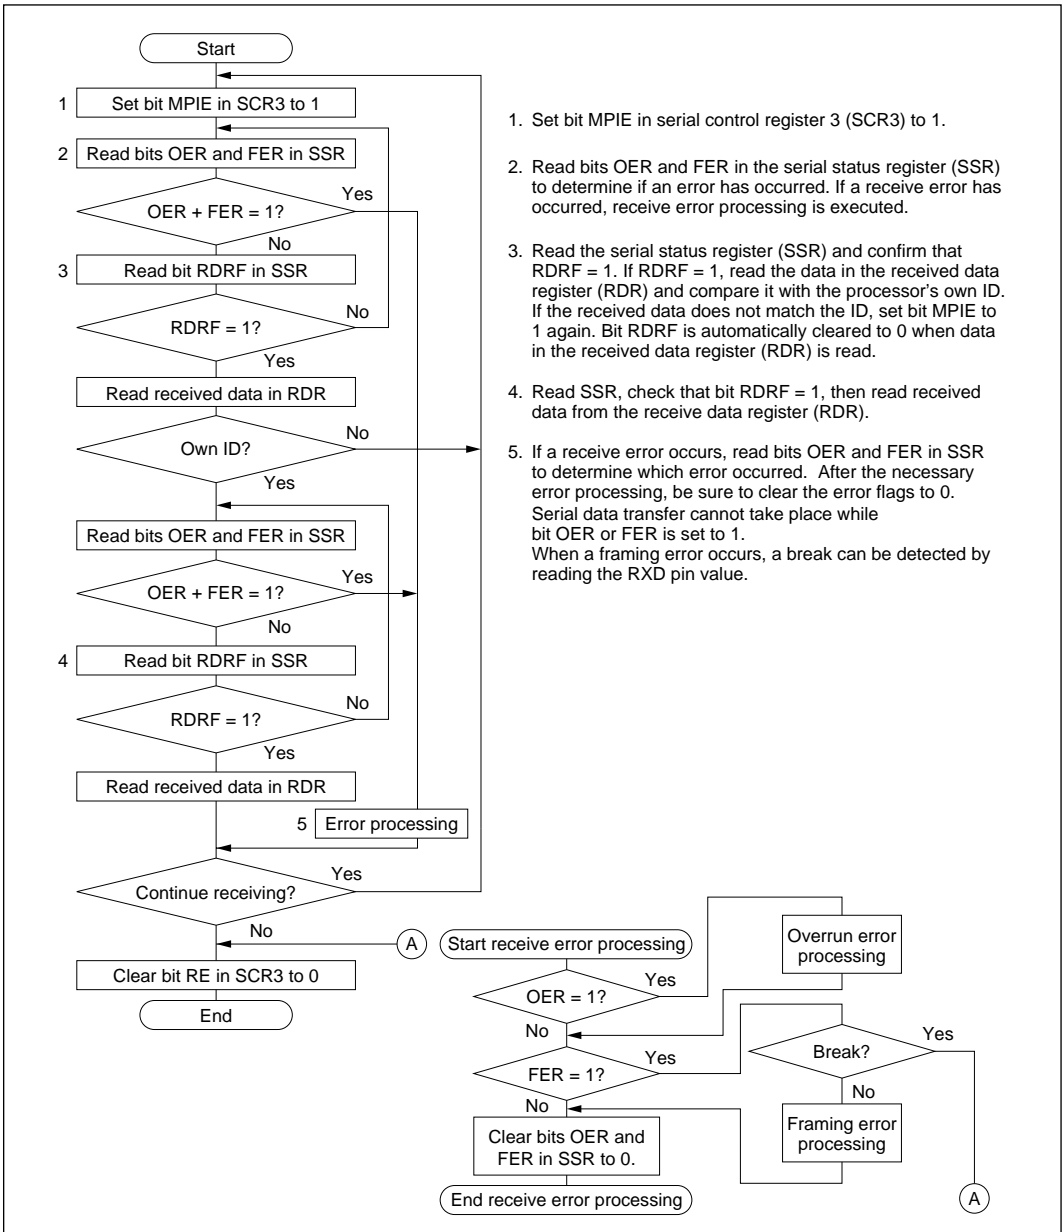 Start
1 Set bit MPIE in SCR3 to 1
2 Read bits OER and FER in SSR
OER + FER = 1?
Yes
No
3 Read bit RDRF in SSR
RDRF = 1?
No
Yes
Read received data in RDR
Own ID?
No
Yes
Read bits OER and FER in SSR
OER + FER = 1?
Yes
No
4 Read bit RDRF in SSR
RDRF = 1?
No
Yes
Read received data in RDR
5 Error processing
Continue receiving?
Yes
No
A
Clear bit RE in SCR3 to 0
End
1. Set bit MPIE in serial control register 3 (SCR3) to 1.
2. Read bits OER and FER in the serial status register (SSR)
to determine if an error has occurred. If a receive error has
occurred, receive error processing is executed.
3. Read the serial status register (SSR) and confirm that
RDRF = 1. If RDRF = 1, read the data in the received data
register (RDR) and compare it with the processor's own ID.
If the received data does not match the ID, set bit MPIE to
1 again. Bit RDRF is automatically cleared to 0 when data
in the received data register (RDR) is read.
4. Read SSR, check that bit RDRF = 1, then read received
data from the receive data register (RDR).
5. If a receive error occurs, read bits OER and FER in SSR
to determine which error occurred. After the necessary
error processing, be sure to clear the error flags to 0.
Serial data transfer cannot take place while
bit OER or FER is set to 1.
When a framing error occurs, a break can be detected by
reading the RXD pin value.
Start receive error processing
OER = 1?
Yes
No
Overrun error
processing
FER = 1?
Yes
No
Break?
Yes
No
Framing error
processing
Clear bits OER and
FER in SSR to 0.
End receive error processing
A